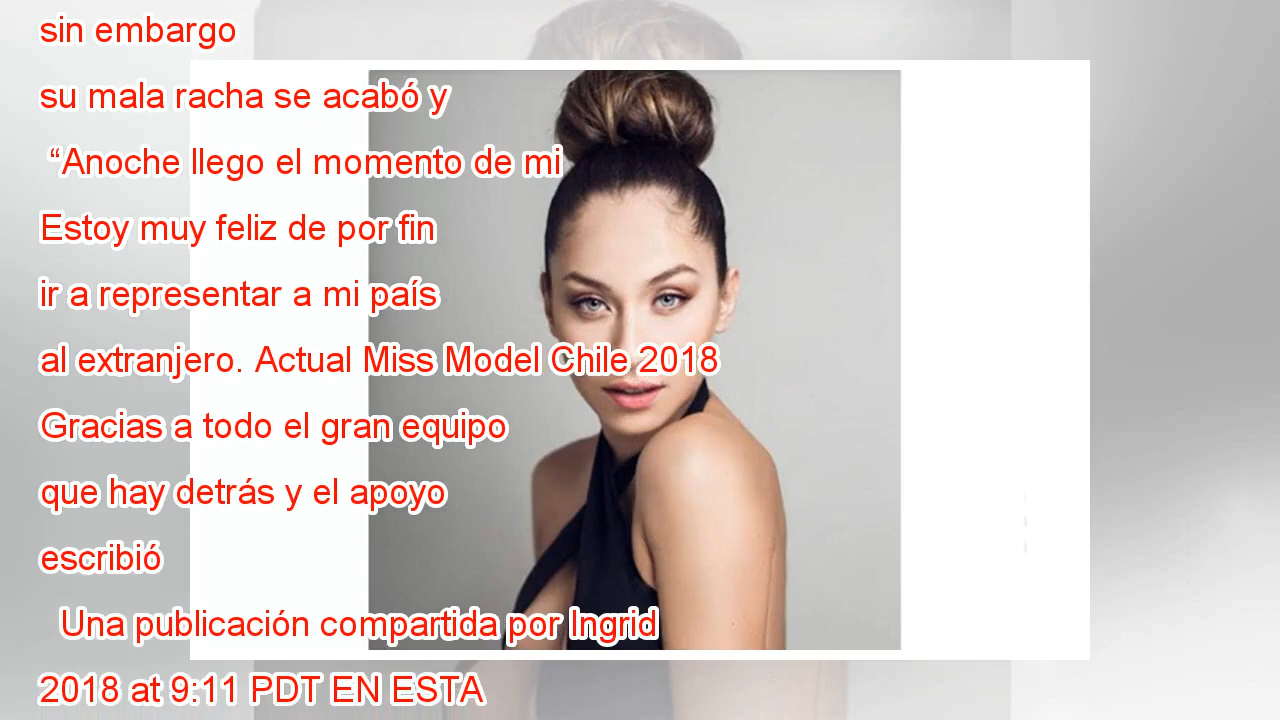 sin embargo
su mala racha se acabó y
“Anoche llego el momento de mi
Estoy muy feliz de por fin
ir a representar a mi país
al extranjero. Actual Miss Model Chile 2018
Gracias a todo el gran equipo
que hay detrás y el apoyo
escribió
Una publicación compartida por Ingrid
2018 at 9:11 PDT EN ESTA